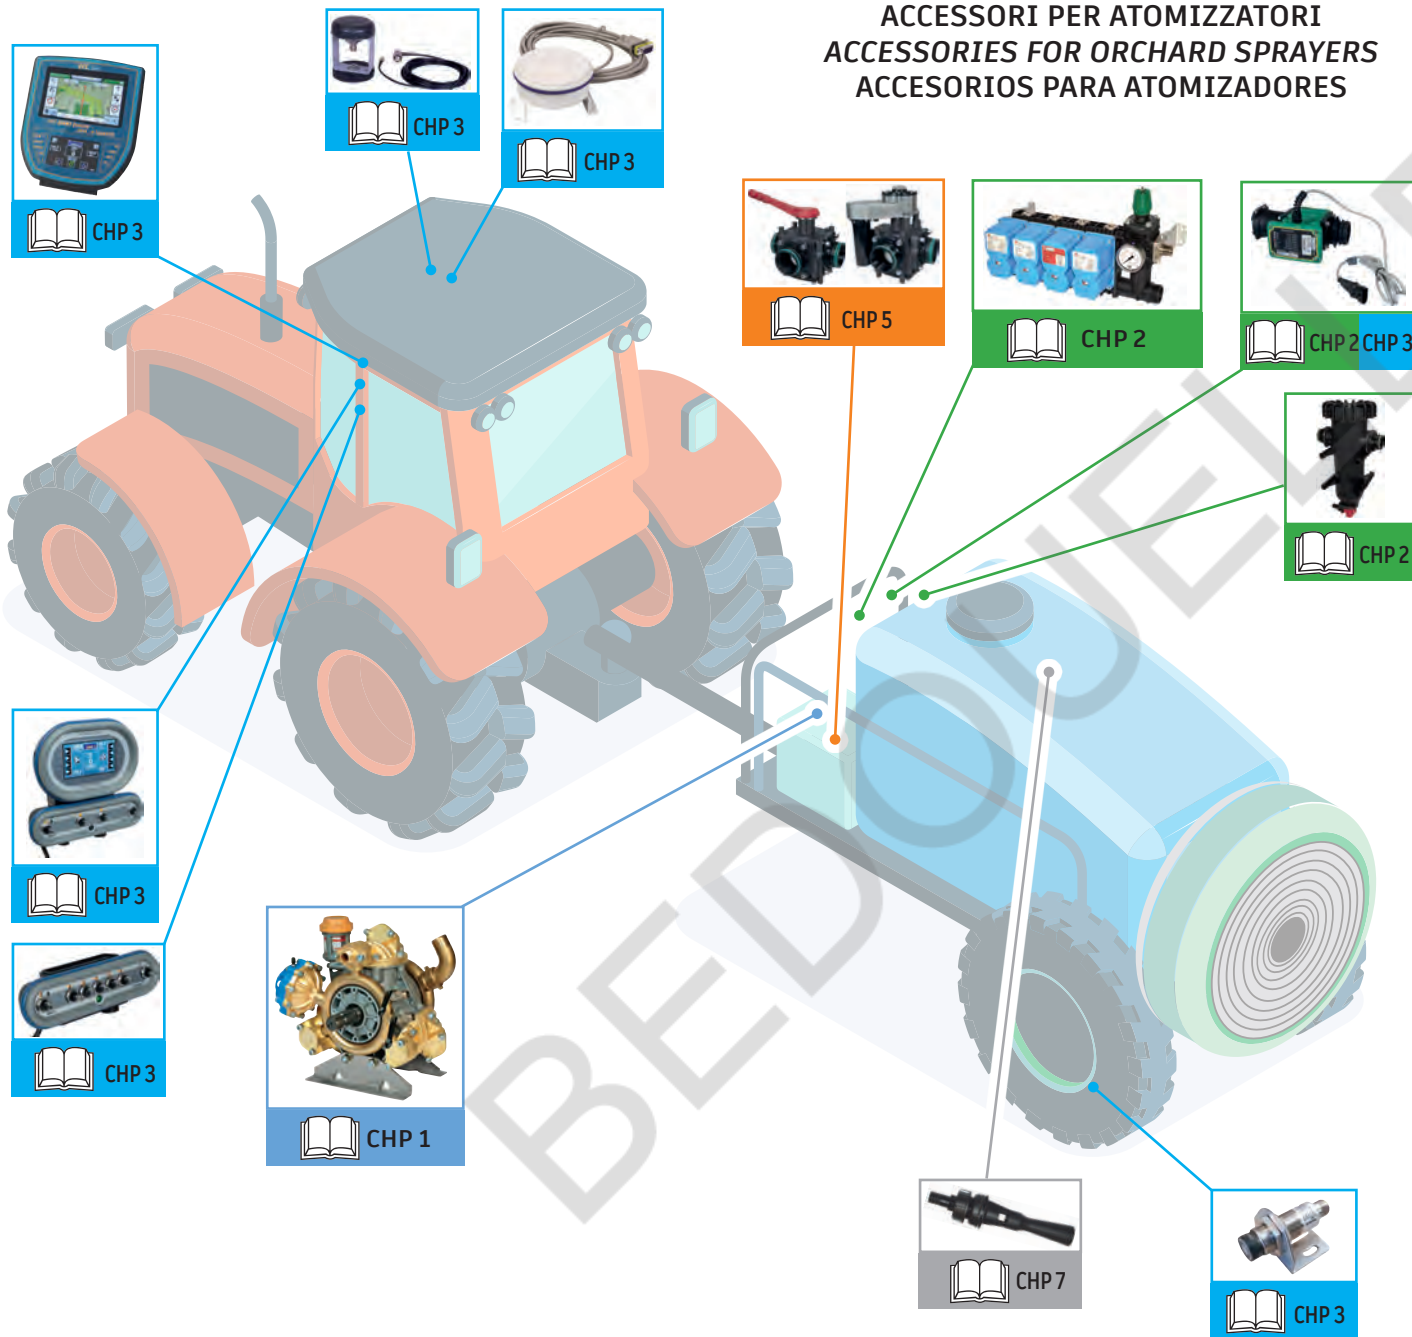 ACCESSORI PER ATOMIZZATORI
ACCESSORIES FOR ORCHARD SPRAYERS
ACCESORIOS PARA ATOMIZADORES
CHP 3
CHP 3
CHP 3
CHP 5
CHP 2
CHP 2 CHP 3
CHP 2
CHP 3
CHP 3
CHP 1
CHP 7
CHP 3
BEDOUELLE